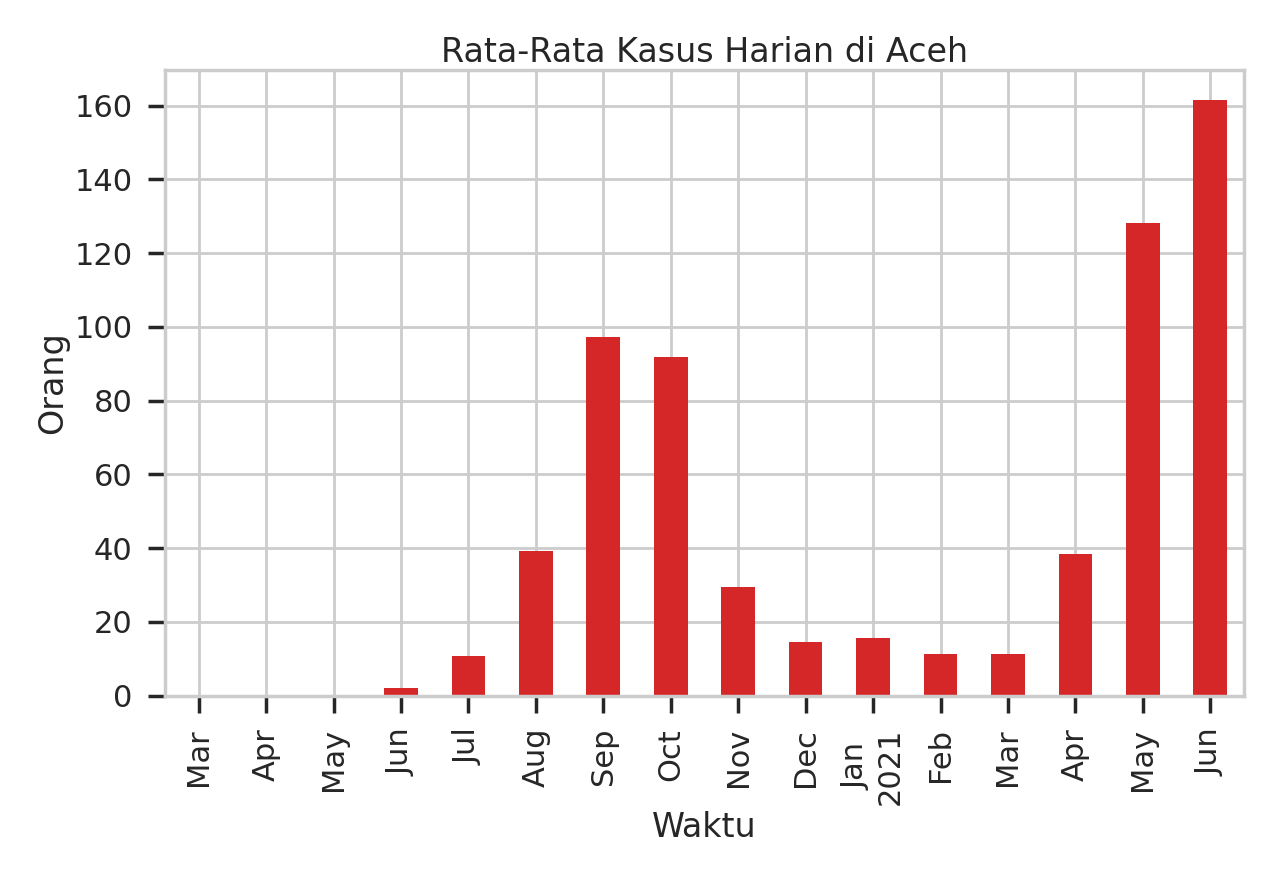 Rata-Rata Kasus Harian di Aceh
160
140
120
100
80
60
40
20
0
Orang
Mar
Apr
May
Jun
Jul
Aug
Sep
Oct
Nov
Dec
Jan
2021
Feb
Mar
Apr
May
Jun
Waktu